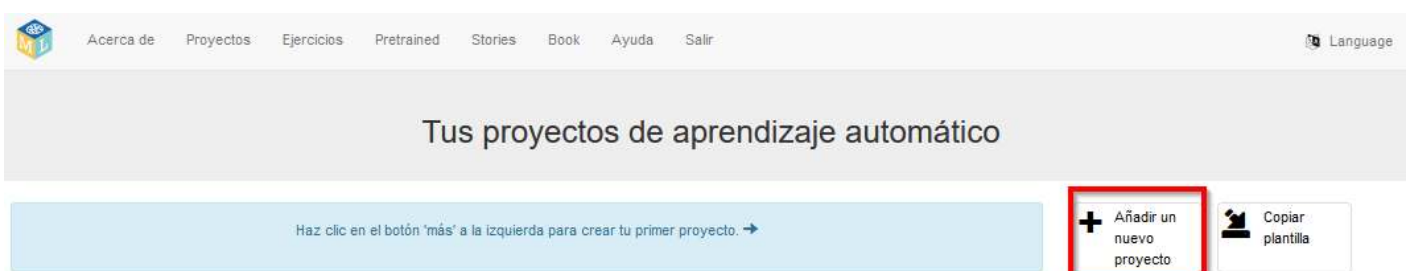 ML
Acerca de Proyectos Ejercicios Pretrained Stories Book Ayuda Salir Language
Tus proyectos de aprendizaje automático
Haz clic en el botón 'más' a la izquierda para crear tu primer proyecto. →
Añadir un
nuevo
proyecto
Copiar
plantilla